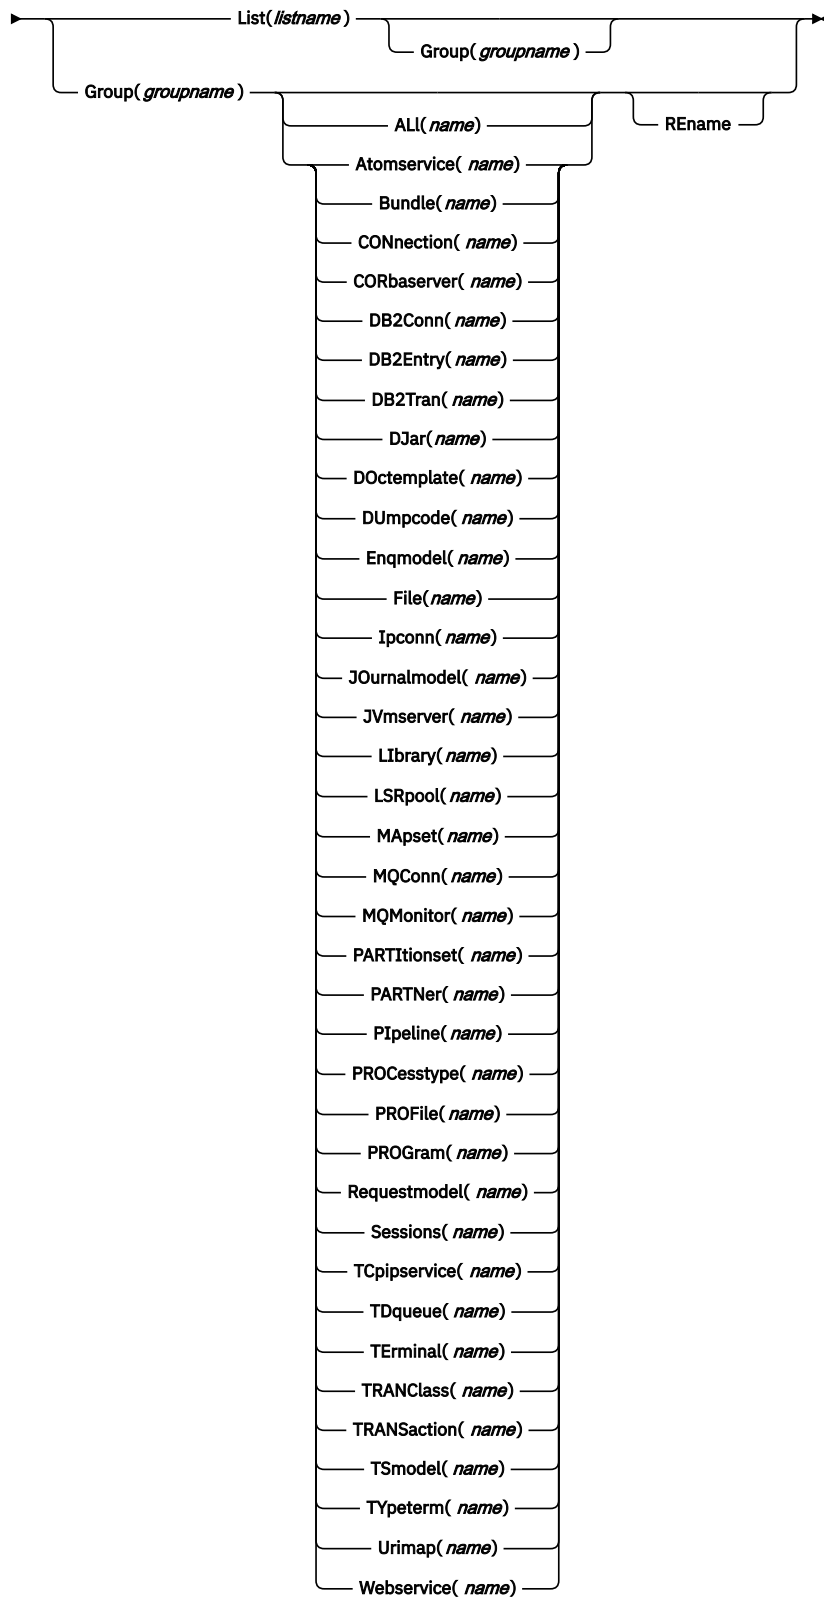 List(listname)
Group(groupname)
Group(groupname)
ALl(name)
REname
Atomservice( name)
Bundle(name)
CONnection( name)
CORbaserver( name)
DB2Conn( name)
DB2Entry( name)
DB2Tran( name)
DJar(name)
DOctemplate( name)
DUmpcode( name)
Enqmodel( name)
File(name)
Ipconn( name)
JOurnalmodel( name)
JVmserver( name)
LIbrary( name)
LSRpool( name)
MApset( name)
MQConn( name)
MQMonitor( name)
PARTItionset( name)
PARTNer( name)
PIpeline( name)
PROCesstype( name)
PROFile( name)
PROGram( name)
Requestmodel( name)
Sessions( name)
TCpipservice( name)
TDqueue( name)
TErminal( name)
TRANClass( name)
TRANSaction( name)
TSmodel( name)
TYpeterm( name)
Urimap( name)
Webservice( name)